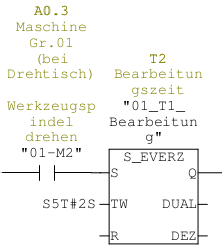 A0.3
Maschine
Gr.01
(bei
Drehtisch)
Werkzeugsp
indel
drehen
"01-M2"
T2
Bearbeitun
gszeit
"01_T1_
Bearbeitun
g"
S_EVERZ
S Q
S5T#2S TW DUAL
R DEZ